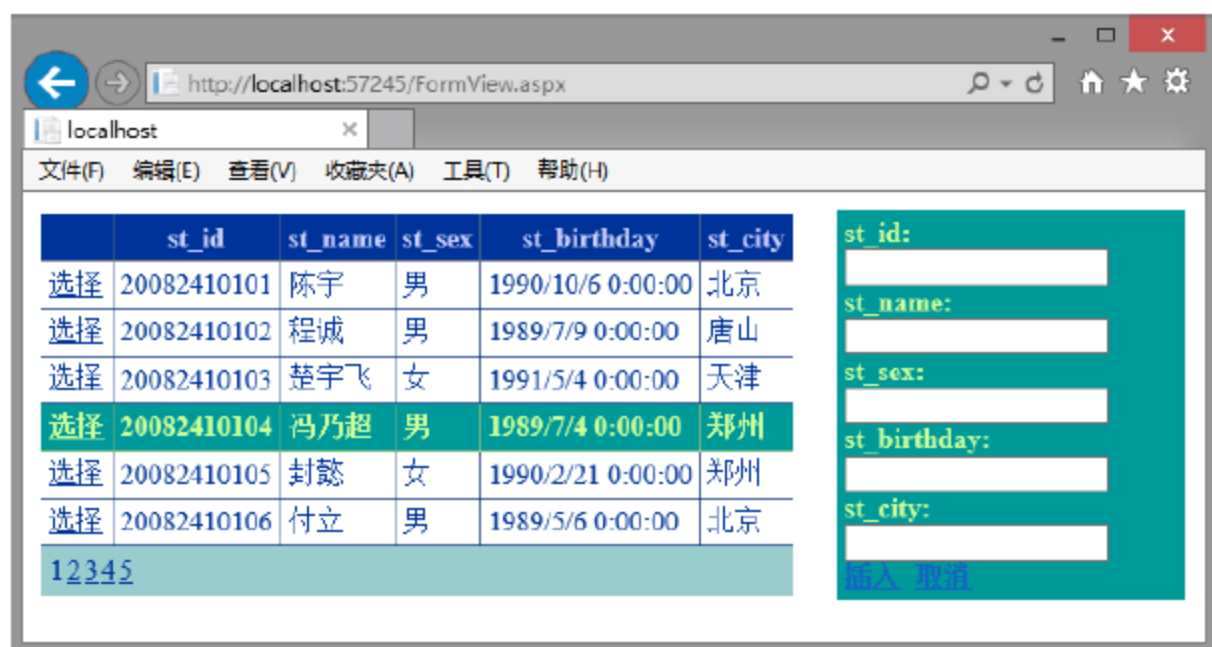 http://localhost:57245/FormView.aspx
localhost
文件(F) 编辑(E) 查看(V) 收藏夹(A) 工具(T) 帮助(H)
st_id st_name st_sex st_birthday st_city
选择 20082410101 陈宇 男 1990/10/6 0:00:00 北京
选择 20082410102 程诚 男 1989/7/9 0:00:00 唐山
选择 20082410103 楚宇飞 女 1991/5/4 0:00:00 天津
选择 20082410104 冯乃超 男 1989/7/4 0:00:00 郑州
选择 20082410105 封懿 女 1990/2/21 0:00:00 郑州
选择 20082410106 付立 男 1989/5/6 0:00:00 北京
12345
st_id:
st_name:
st_sex:
st_birthday:
st_city:
插入 取消